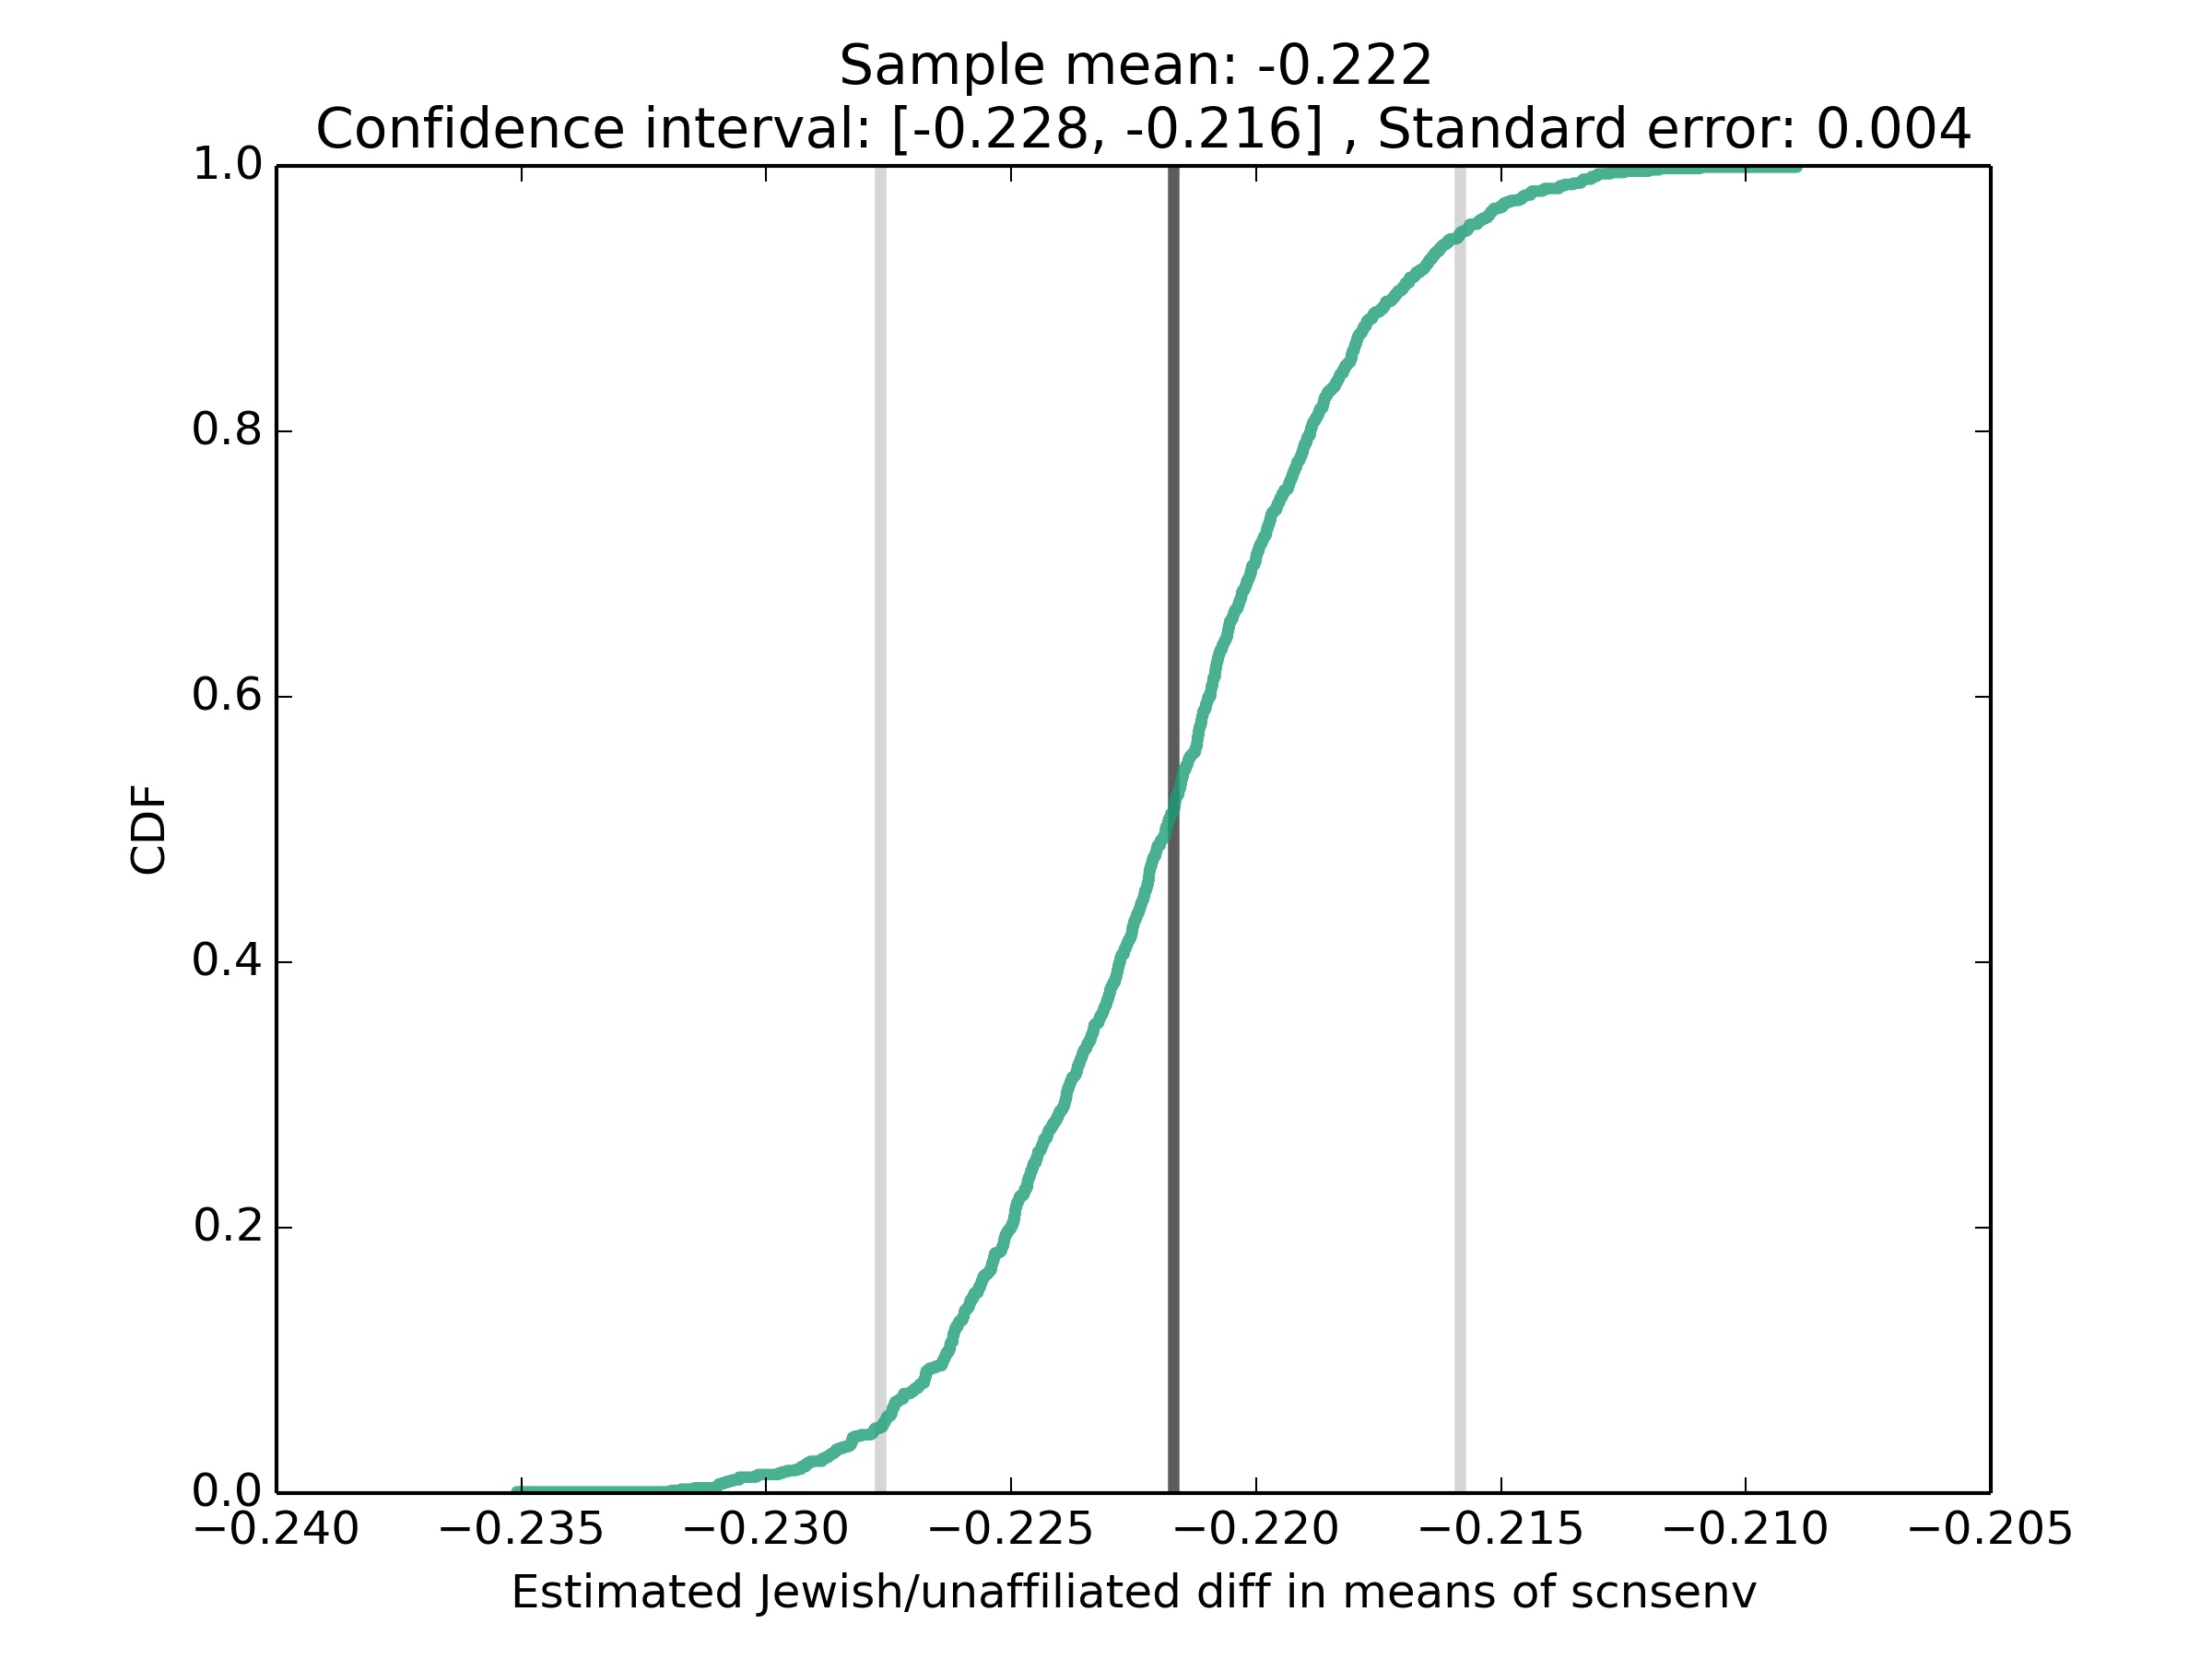 Sample mean: -0.222
Confidence interval: [-0.228, -0.216] , Standard error: 0.004
1.0
0.8
0.6
0.4
0.2
0.0
CDF
−0.240 −0.235 −0.230 −0.225 −0.220 −0.215 −0.210 −0.205
Estimated Jewish/unaffiliated diff in means of scnsenv